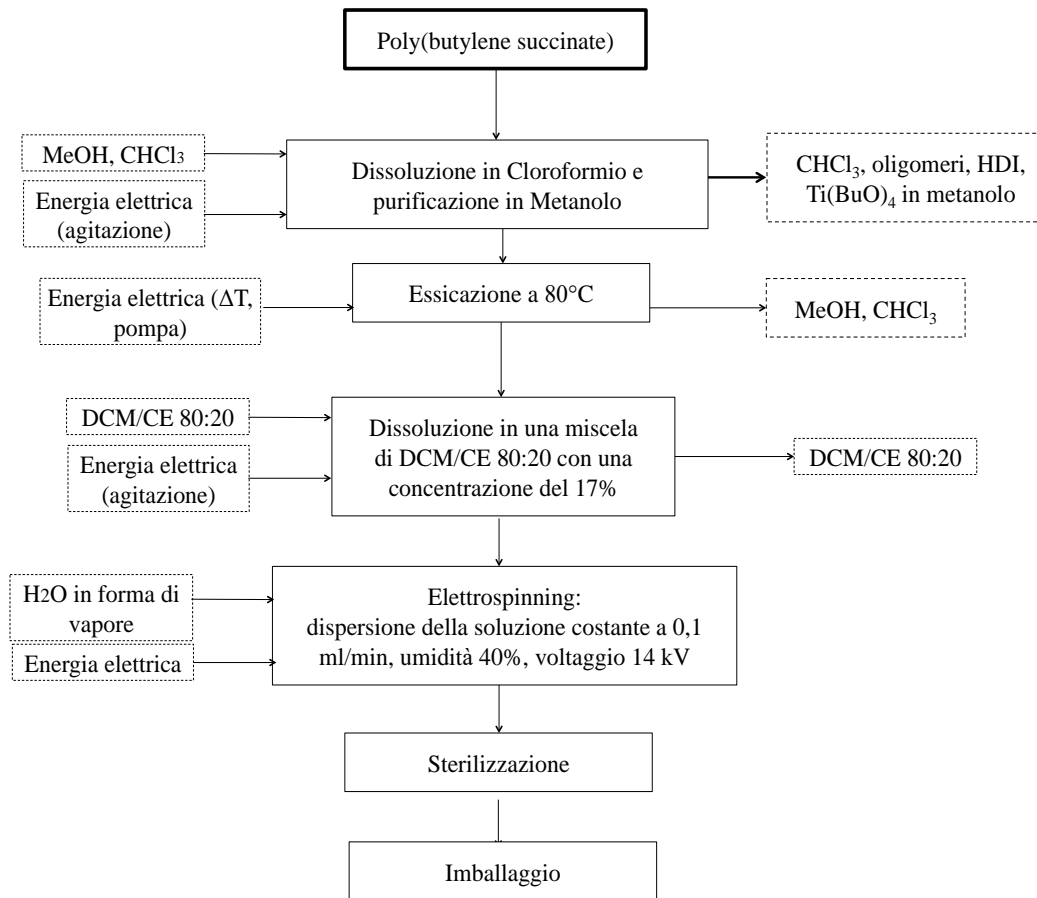 Poly(butylene succinate)
MeOH, CHCl3
Energia elettrica
(agitazione)
Dissoluzione in Cloroformio e
purificazione in Metanolo
CHCl3, oligomeri, HDI,
Ti(BuO)4 in metanolo
Energia elettrica (ΔT,
pompa)
Essicazione a 80°C
MeOH, CHCl3
DCM/CE 80:20
Energia elettrica
(agitazione)
Dissoluzione in una miscela
di DCM/CE 80:20 con una
concentrazione del 17%
DCM/CE 80:20
H2O in forma di
vapore
Energia elettrica
Elettrospinning:
dispersione della soluzione costante a 0,1
ml/min, umidità 40%, voltaggio 14 kV
Sterilizzazione
Imballaggio